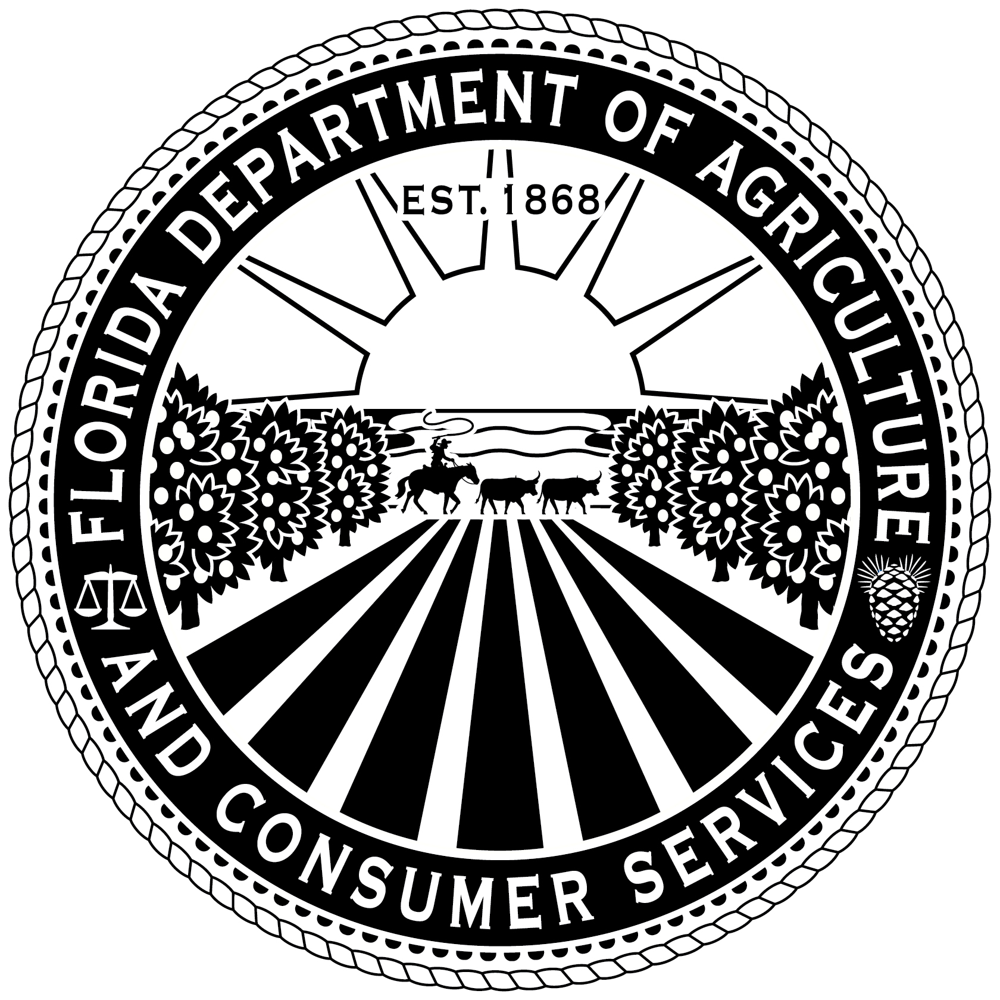 FLORIDA DEPARTMENT OF AGRICULTURE
AND CONSUMER SERVICES
EST. 1868